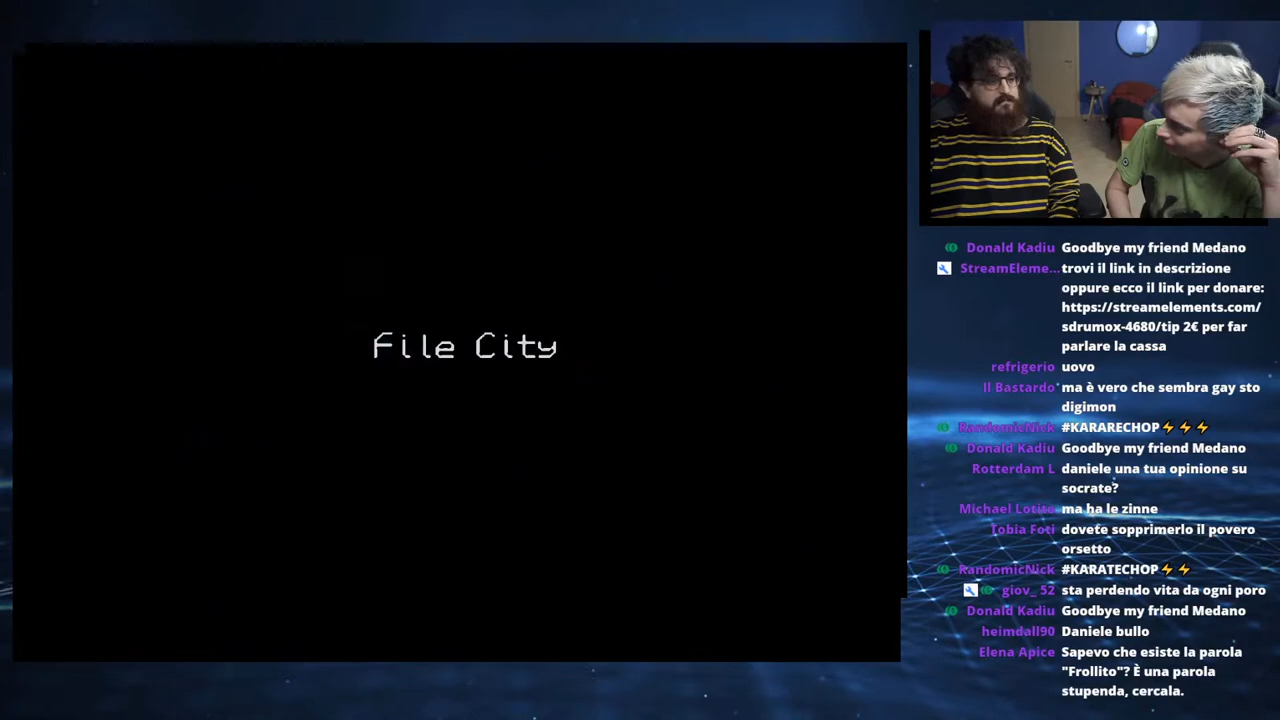 File City
Donald Kadiu Goodbye my friend Medano
StreamEleme... trovi il link in descrizione
oppure ecco il link per donare:
https://streamelements.com/
sdrumox-4680/tip 2€ per far
parlare la cassa
refrigerio uovo
Il Bastardo ma è vero che sembra gay sto
digimon
RandomicNick #KARARECHOP⚡⚡⚡
Donald Kadiu Goodbye my friend Medano
Rotterdam L daniele una tua opinione su
socrate?
Michael Lotito ma ha le zinne
Tobia Foti dovete sopprimerlo il povero
orsetto
RandomicNick #KARATECHOP⚡⚡
giov_ 52 sta perdendo vita da ogni poro
Donald Kadiu Goodbye my friend Medano
heimdall90 Daniele bullo
Elena Apice Sapevo che esiste la parola
"Frollito"? È una parola
stupenda, cercala.